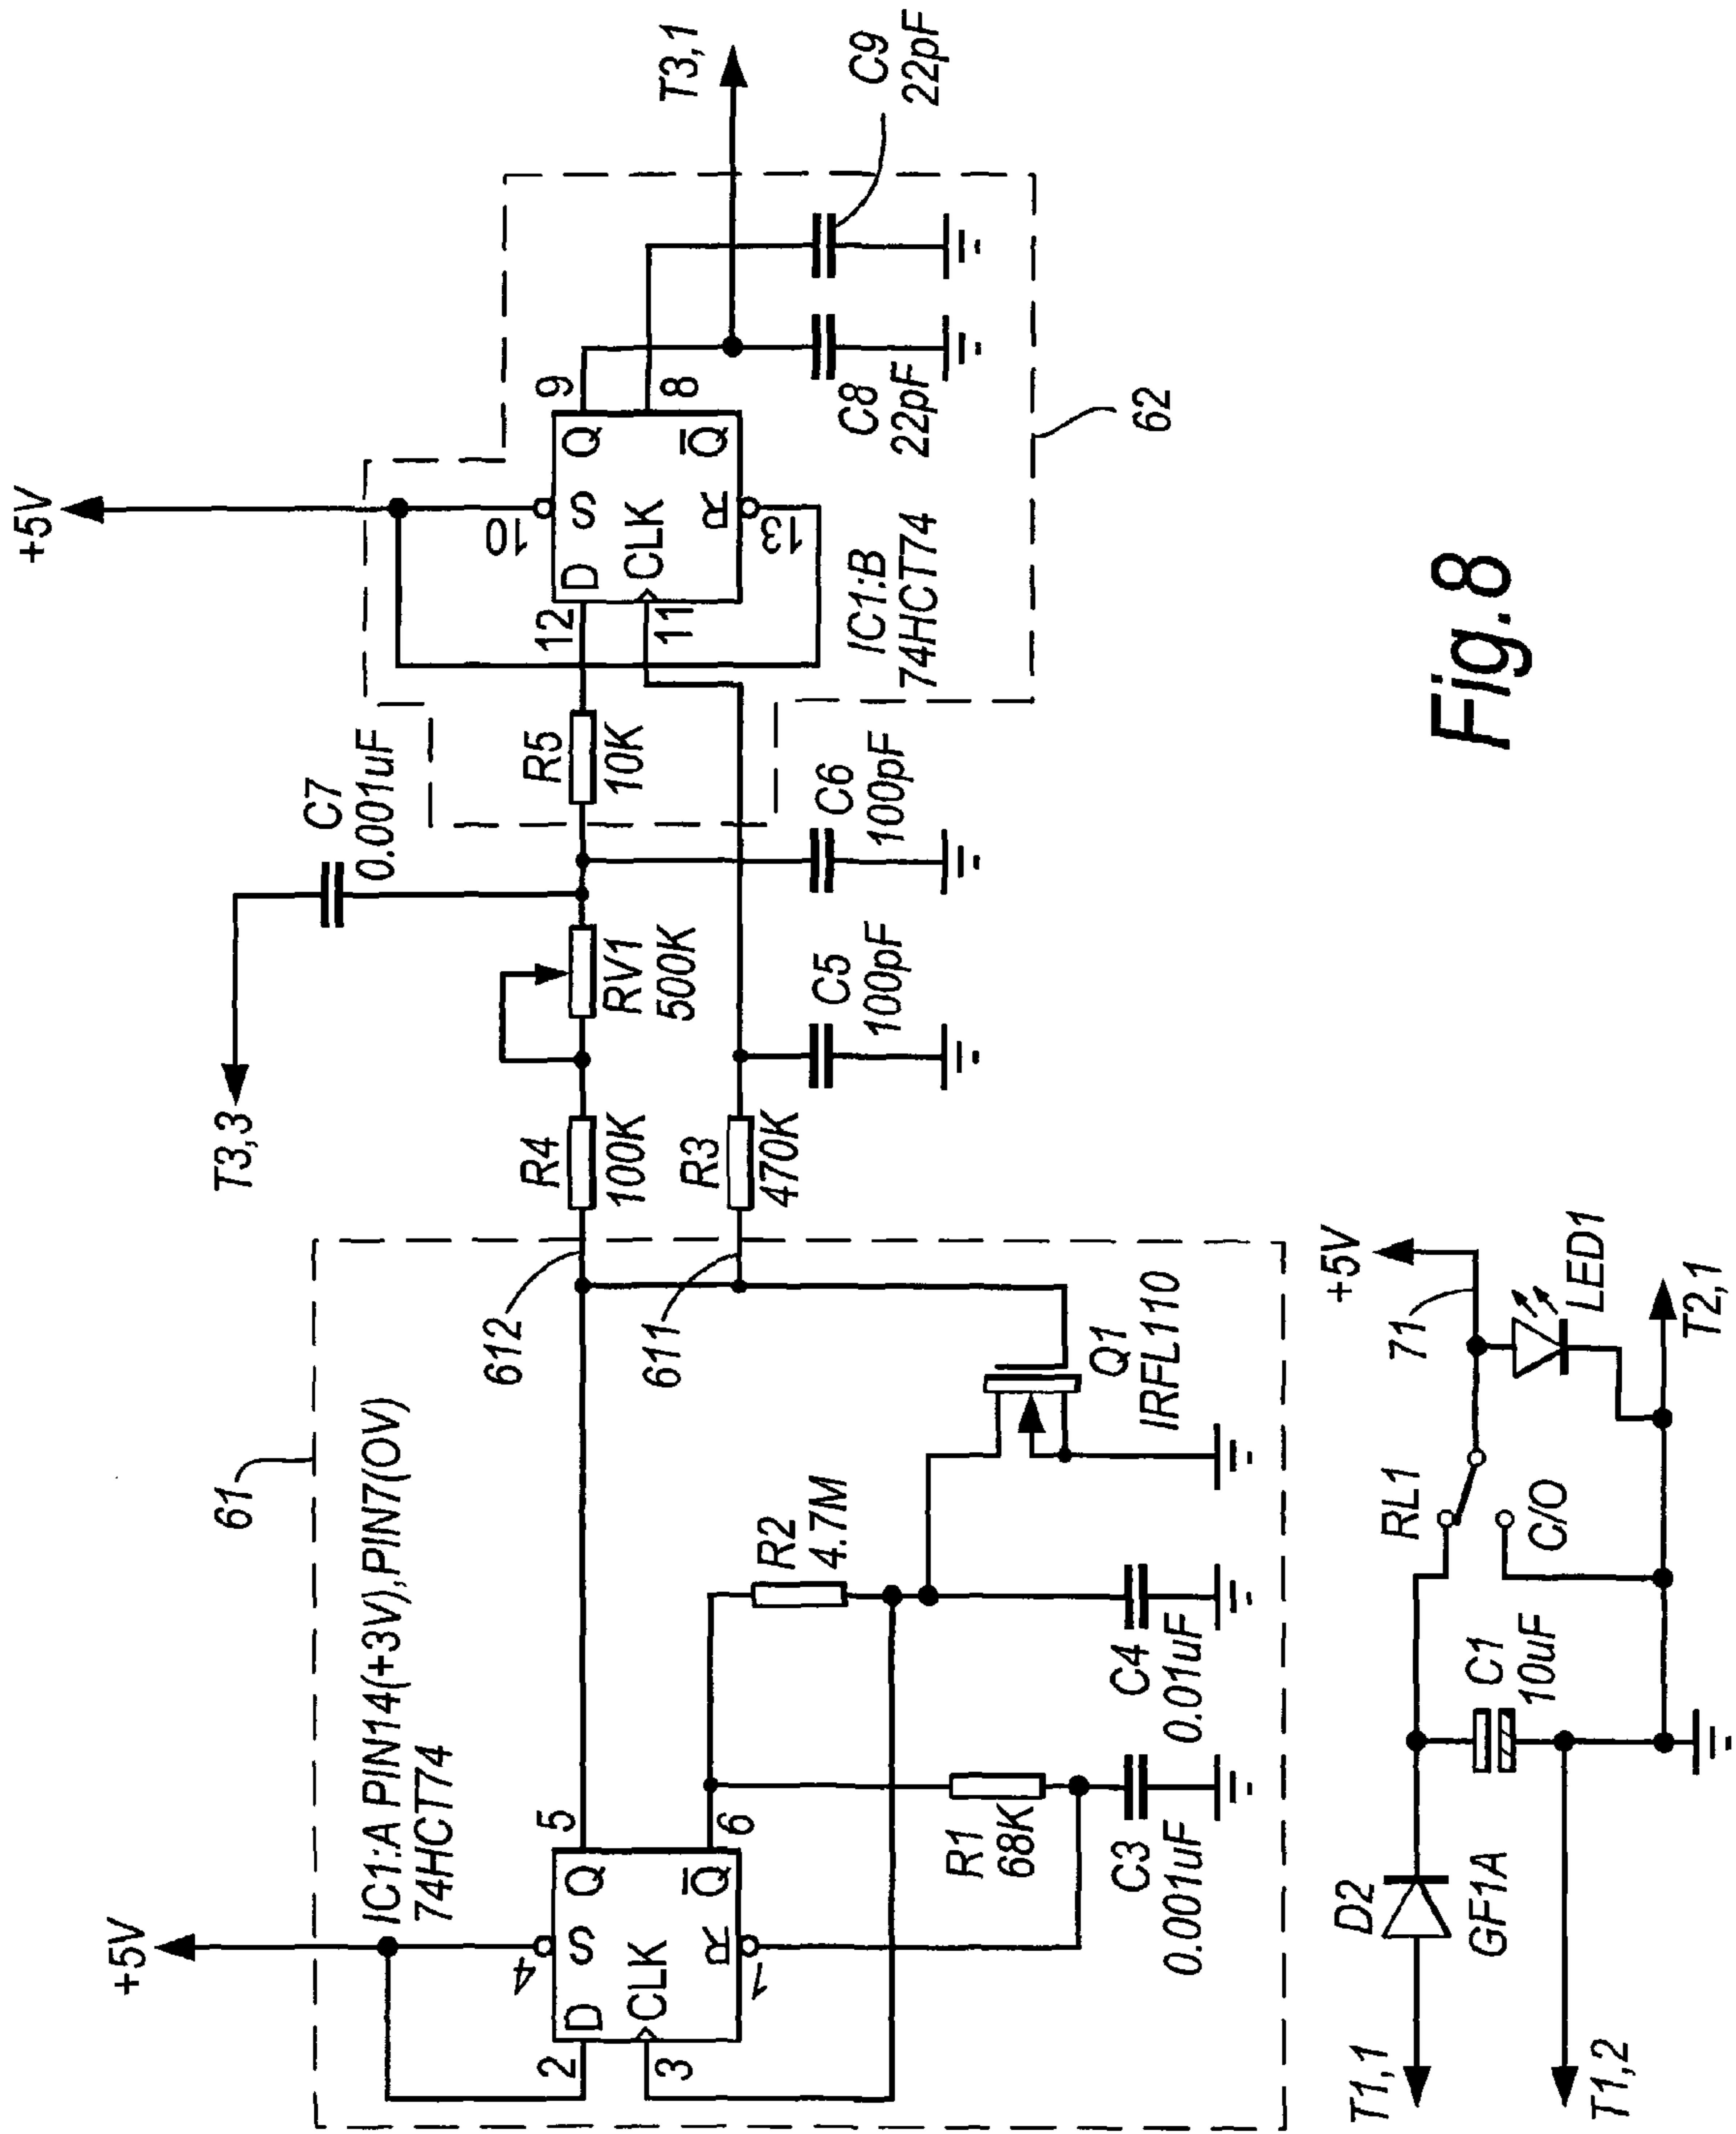 +5V
+5V
IC1:A PIN14(+3V),PIN7(OV)
74HCT74
61
T3,3
C7
0.001uF
T3,1
4
2
D
S
Q
5
3
CLK
R
Q
6
1
612
R4
100K
RV1
500K
R5
10K
10
12
D
S
Q
9
11
CLK
R
Q
8
13
611
R3
470K
C5
100pF
C6
100pF
IC1:B
74HCT74
C8
22pF
C9
22pF
62
R2
4.7M
R1
68K
C3
0.001uF
C4
0.01uF
Q1
IRFL110
T1,1
D2
GF1A
C1
10uF
RL1
C/O
71
+5V
LED1
T1,2
T2,1
Fig.8